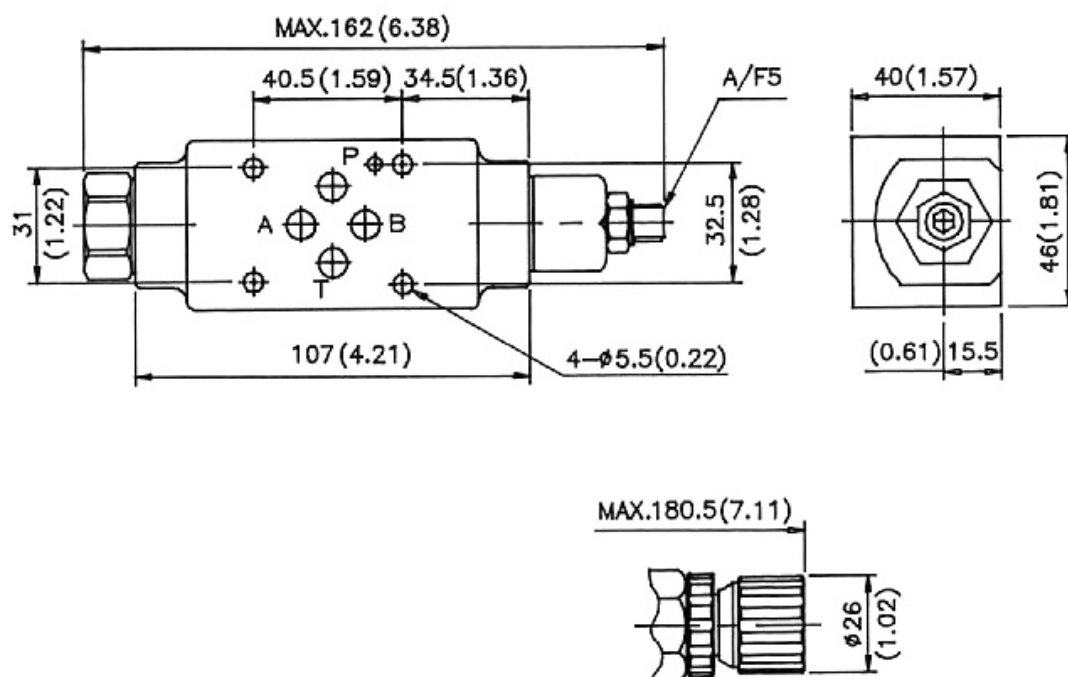 MAX.162(6.38)
40.5(1.59)
34.5(1.36)
A/F5
40(1.57)
P
A
B
T
31
(1.22)
32.5
(1.28)
46(1.81)
107(4.21)
4-ø5.5(0.22)
(0.61)
15.5
MAX.180.5(7.11)
ø26
(1.02)